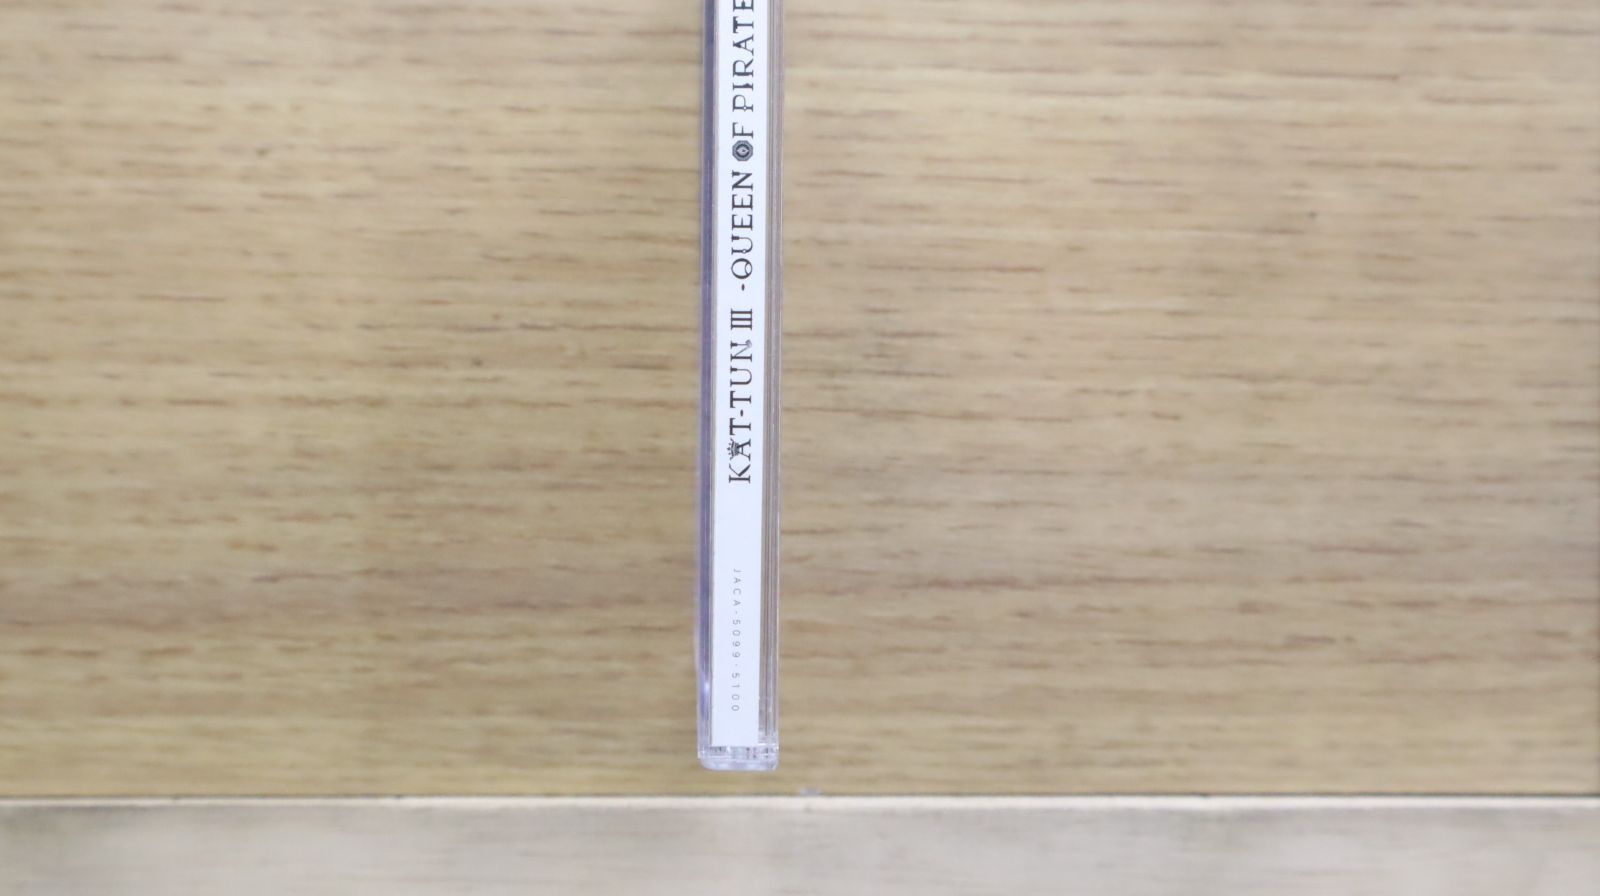 KAT-TUN III -QUEEN OF PIRATE
JACA-5099·5100